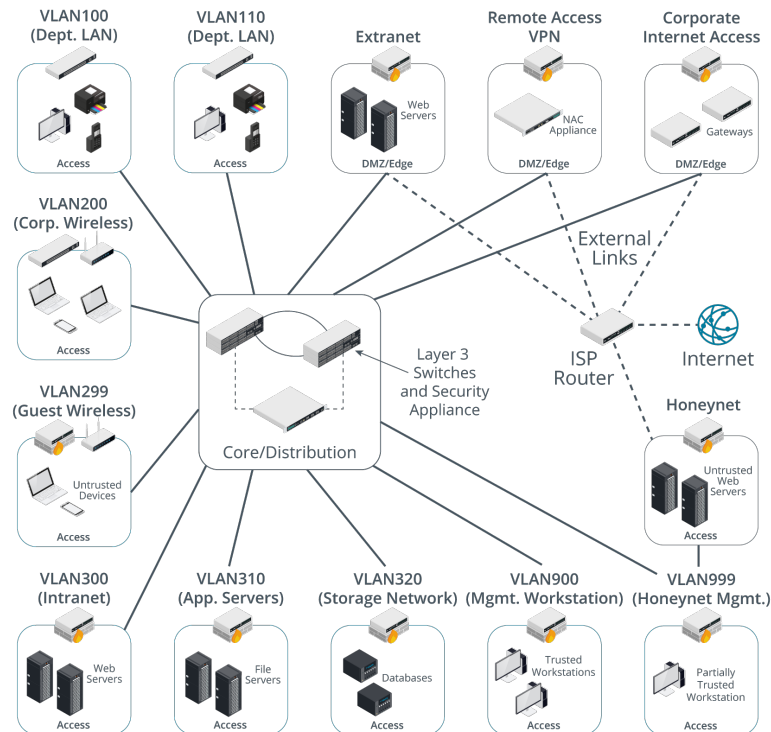 VLAN100
(Dept. LAN)
Access
VLAN110
(Dept. LAN)
Access
Extranet
Web
Servers
DMZ/Edge
Remote Access
VPN
NAC
Appliance
DMZ/Edge
Corporate
Internet Access
Gateways
DMZ/Edge
VLAN200
(Corp. Wireless)
Access
External
Links
ISP
Router
Internet
Layer 3
Switches
and Security
Appliance
Core/Distribution
VLAN299
(Guest Wireless)
Untrusted
Devices
Access
Honeynet
Untrusted
Web
Servers
Access
VLAN300
(Intranet)
Web
Servers
Access
VLAN310
(App. Servers)
File
Servers
Access
VLAN320
(Storage Network)
Databases
Access
VLAN900
(Mgmt. Workstation)
Trusted
Workstations
Access
VLAN999
(Honeynet Mgmt.)
Partially
Trusted
Workstation
Access